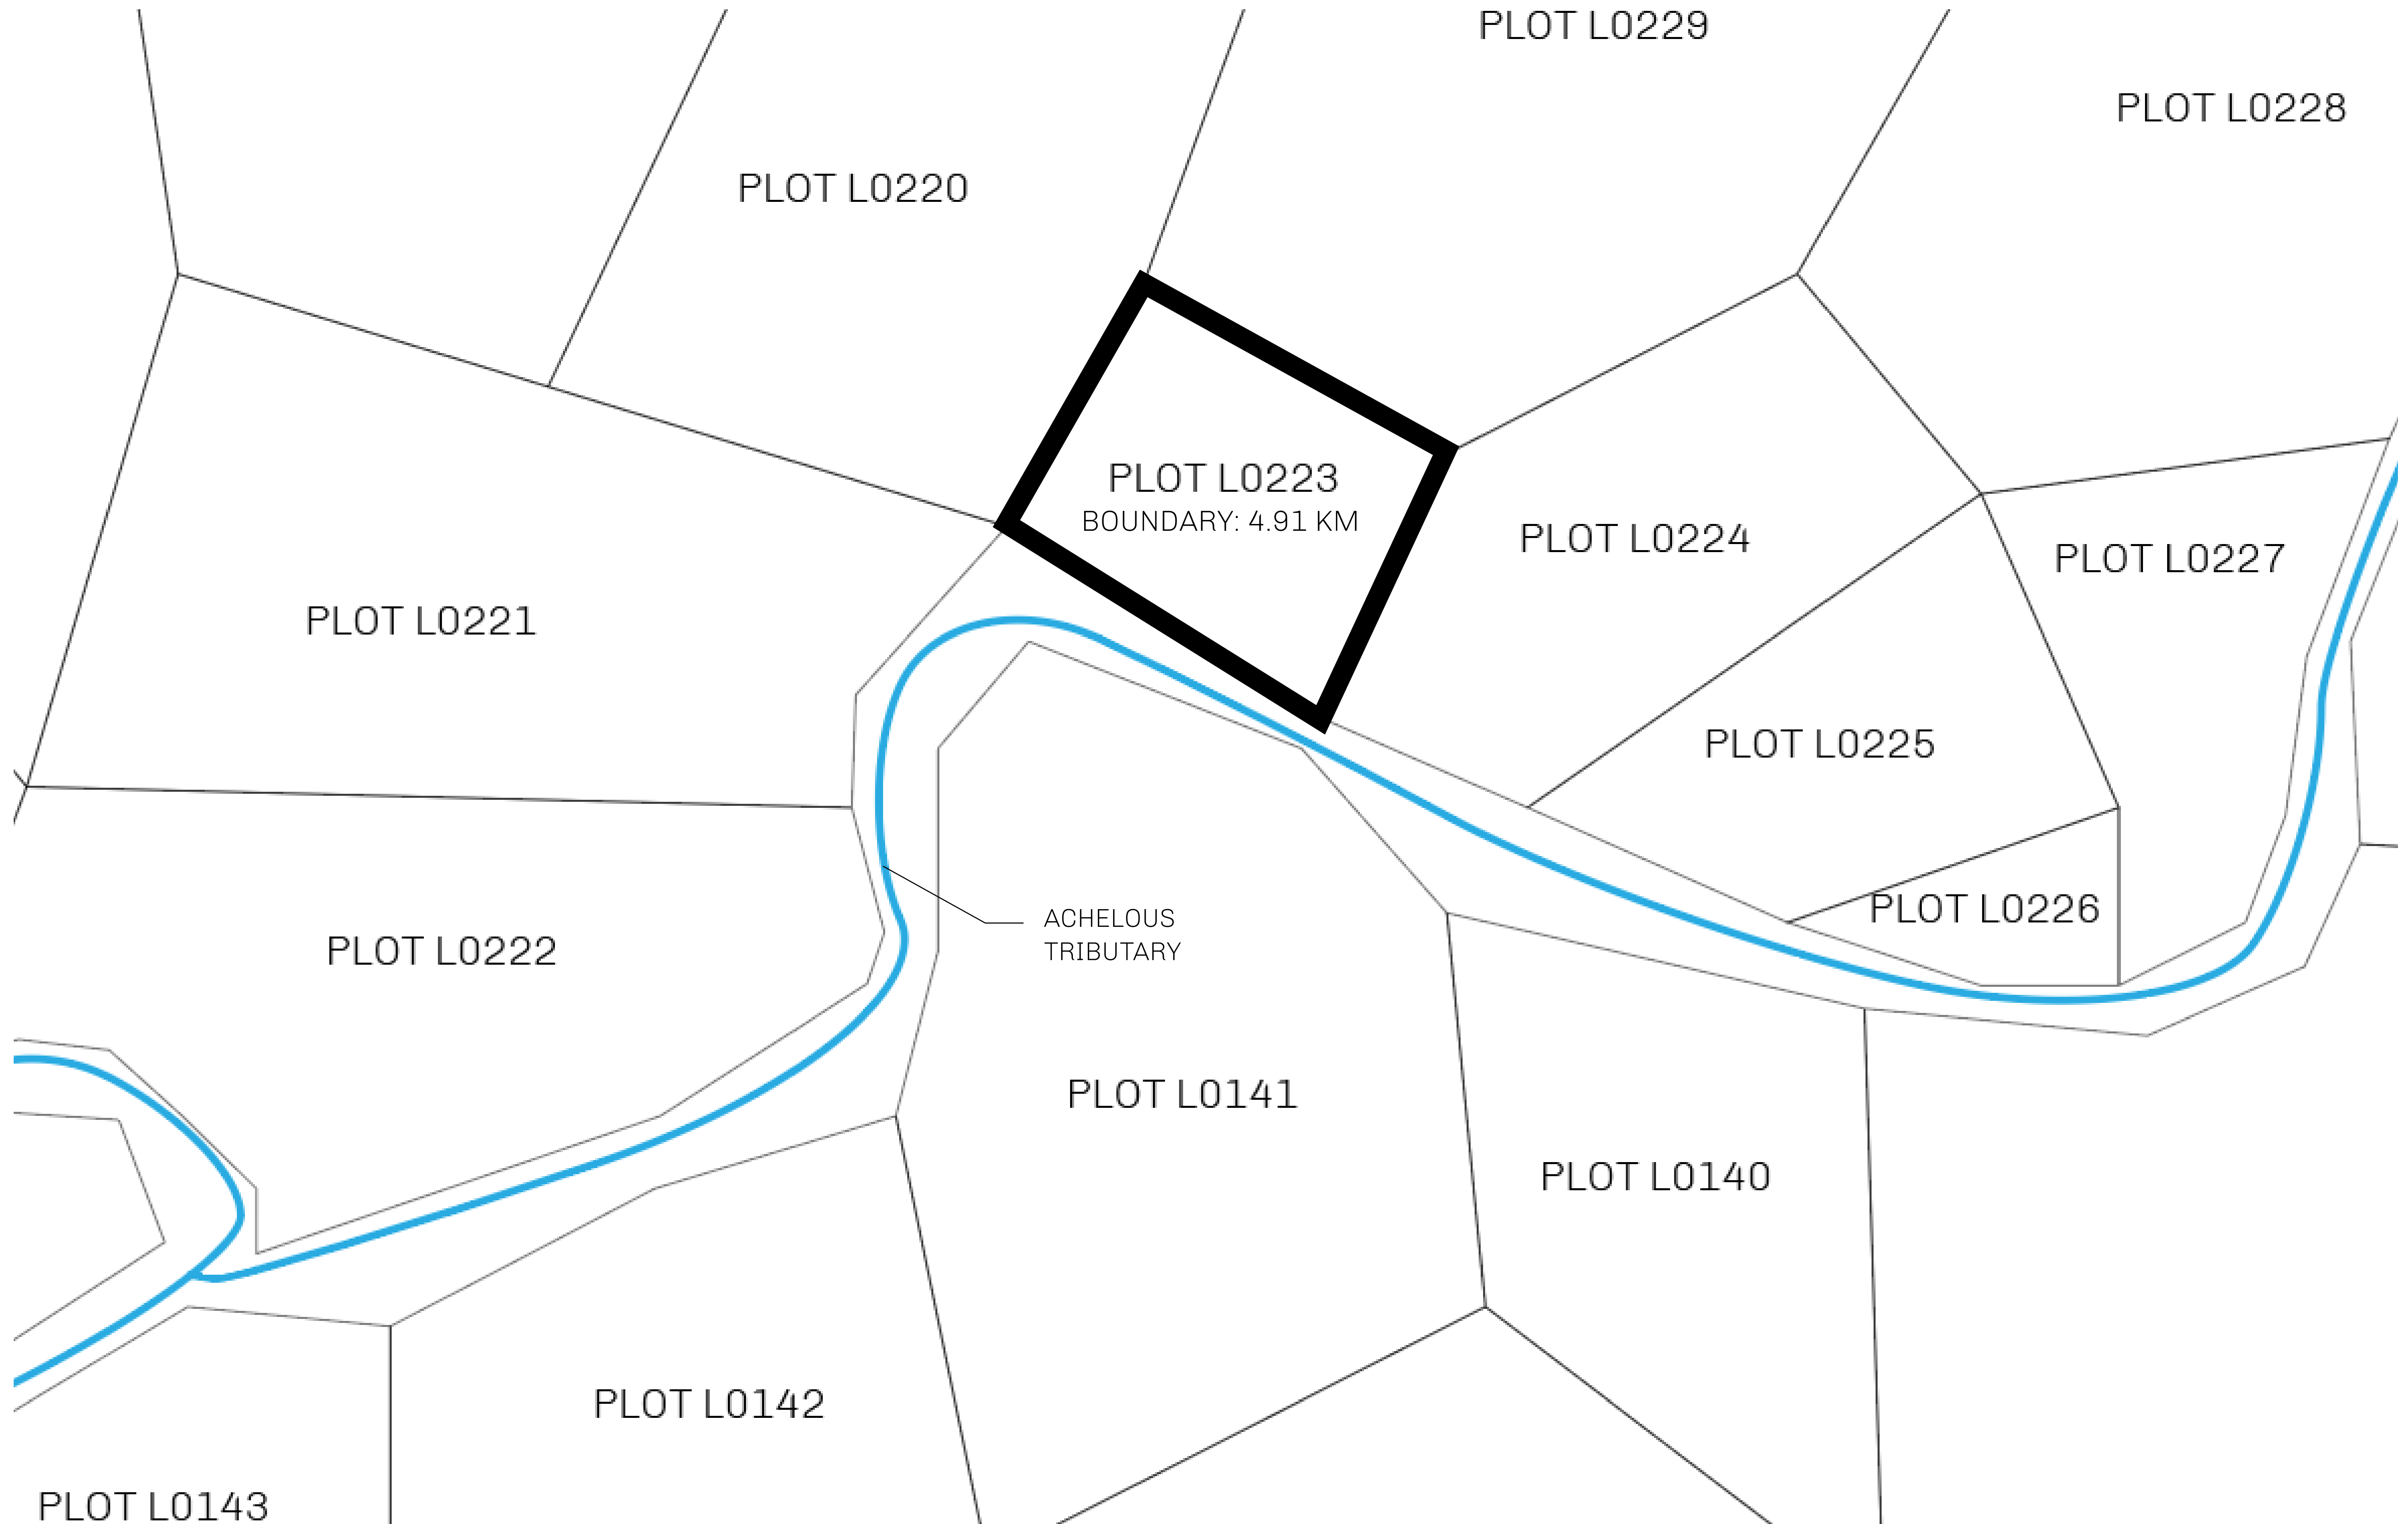 PLOT L0229
PLOT L0228
PLOT L0220
PLOT L0223
BOUNDARY: 4.91 KM
PLOT L0224
PLOT L0227
PLOT L0221
PLOT L0225
PLOT L0226
ACHELOUS
TRIBUTARY
PLOT L0222
PLOT L0141
PLOT L0140
PLOT L0142
PLOT L0143